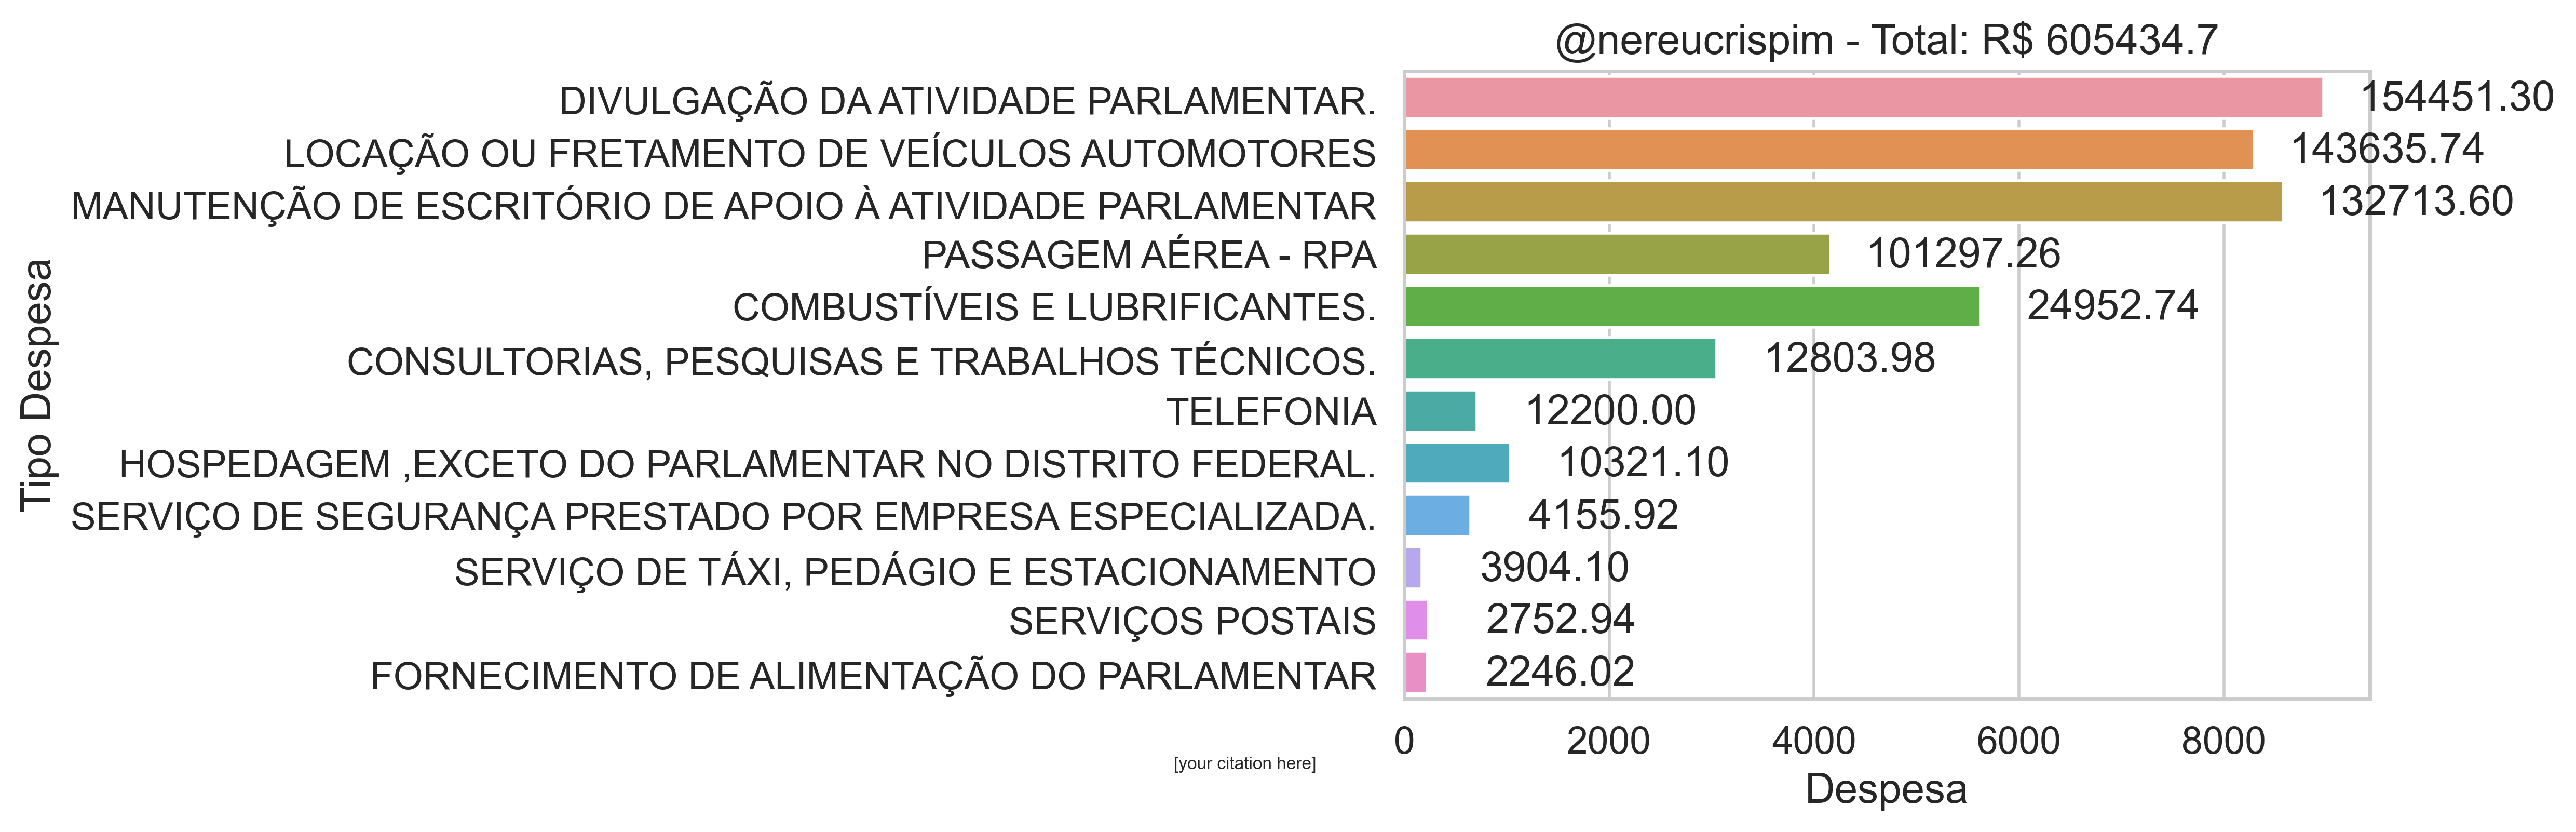 @nereucrispim - Total: R$ 605434.7
DIVULGAÇÃO DA ATIVIDADE PARLAMENTAR. 154451.30
LOCAÇÃO OU FRETAMENTO DE VEÍCULOS AUTOMOTORES 143635.74
MANUTENÇÃO DE ESCRITÓRIO DE APOIO À ATIVIDADE PARLAMENTAR 132713.60
PASSAGEM AÉREA - RPA 101297.26
COMBUSTÍVEIS E LUBRIFICANTES. 24952.74
CONSULTORIAS, PESQUISAS E TRABALHOS TÉCNICOS. 12803.98
TELEFONIA 12200.00
HOSPEDAGEM ,EXCETO DO PARLAMENTAR NO DISTRITO FEDERAL. 10321.10
SERVIÇO DE SEGURANÇA PRESTADO POR EMPRESA ESPECIALIZADA. 4155.92
SERVIÇO DE TÁXI, PEDÁGIO E ESTACIONAMENTO 3904.10
SERVIÇOS POSTAIS 2752.94
FORNECIMENTO DE ALIMENTAÇÃO DO PARLAMENTAR 2246.02
Tipo Despesa
0 2000 4000 6000 8000
Despesa
[your citation here]